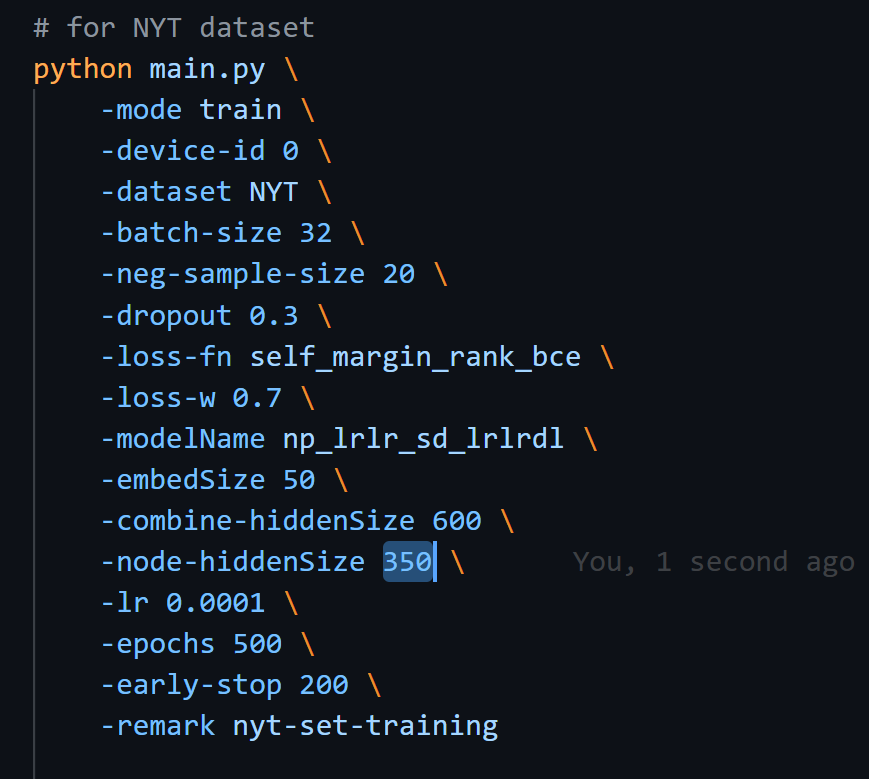 # for NYT dataset
python main.py \
-mode train \
-device-id 0 \
-dataset NYT \
-batch-size 32 \
-neg-sample-size 20 \
-dropout 0.3 \
-loss-fn self_margin_rank_bce \
-loss-w 0.7 \
-modelName np_lrlr_sd_lrlrdl \
-embedSize 50 \
-combine-hiddenSize 600 \
-node-hiddenSize 350 \ You, 1 second ago
-lr 0.0001 \
-epochs 500 \
-early-stop 200 \
-remark nyt-set-training